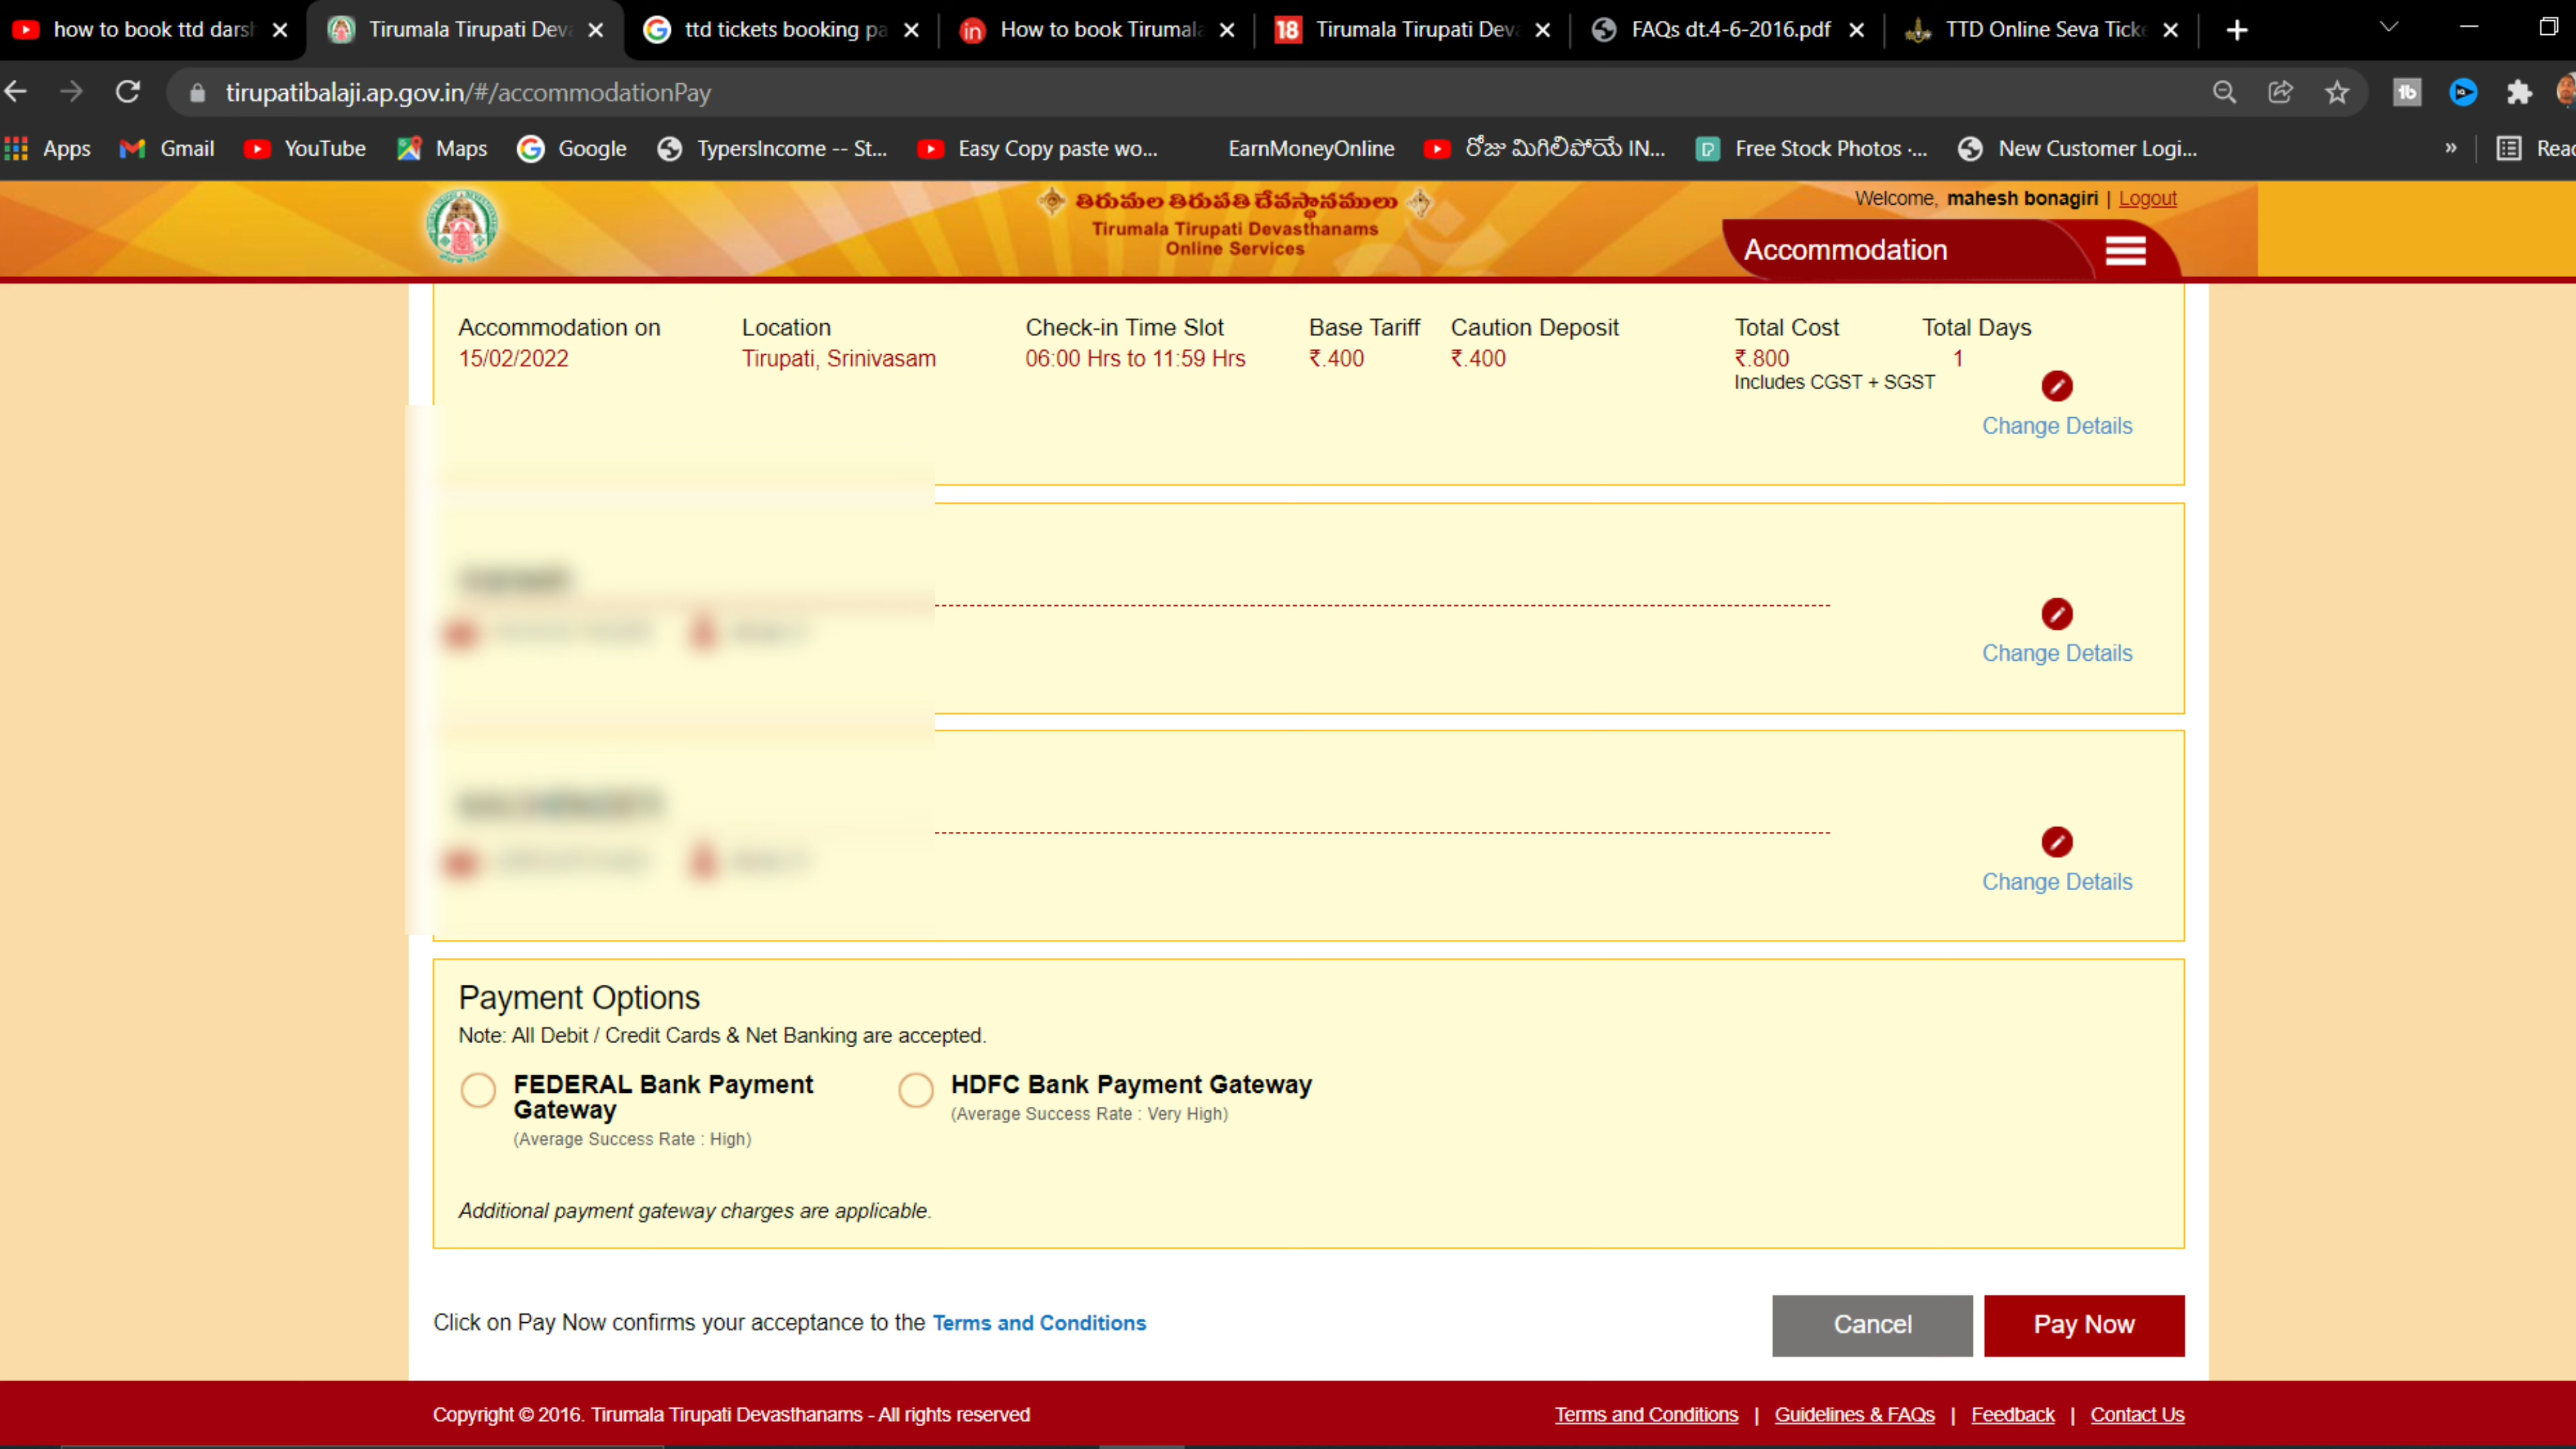 how to book ttd darsh
Tirumala Tirupati Deva
ttd tickets booking pa
How to book Tirumala
Tirumala Tirupati Deva
FAQs dt.4-6-2016.pdf
TTD Online Seva Ticke
tirupatibalaji.ap.gov.in/#/accommodationPay
Apps
Gmail
YouTube
Maps
Google
TypersIncome -- St...
Easy Copy paste wo...
EarnMoneyOnline
రోజు మిగిలిపోయే IN...
Free Stock Photos ·...
New Customer Logi...
»
Read
తిరుమల తిరుపతి దేవస్థానములు
Tirumala Tirupati Devasthanams
Online Services
Welcome, mahesh bonagiri | Logout
Accommodation
Accommodation on Location Check-in Time Slot Base Tariff Caution Deposit Total Cost Total Days
15/02/2022 Tirupati, Srinivasam 06:00 Hrs to 11:59 Hrs ₹.400 ₹.400 ₹.800 1
Includes CGST + SGST
Change Details
Change Details
Change Details
Payment Options
Note: All Debit / Credit Cards & Net Banking are accepted.
FEDERAL Bank Payment
Gateway
(Average Success Rate : High)
HDFC Bank Payment Gateway
(Average Success Rate : Very High)
Additional payment gateway charges are applicable.
Click on Pay Now confirms your acceptance to the Terms and Conditions
Cancel
Pay Now
Copyright © 2016. Tirumala Tirupati Devasthanams - All rights reserved
Terms and Conditions | Guidelines & FAQs | Feedback | Contact Us